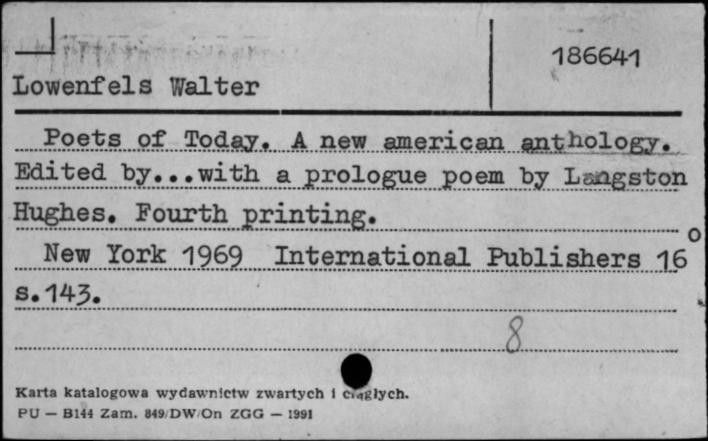 186641
Lowenfels Walter
Poets of Today. A new american anthology.
Edited by...with a prologue poem by Langston
Hughes. Fourth printing.
New York 1969 International Publishers 16°
s.143.
8
Karta katalogowa wydawnictw zwartych i ciągłych.
PU — B144 Zam. 849/DW/On ZGG — 1991